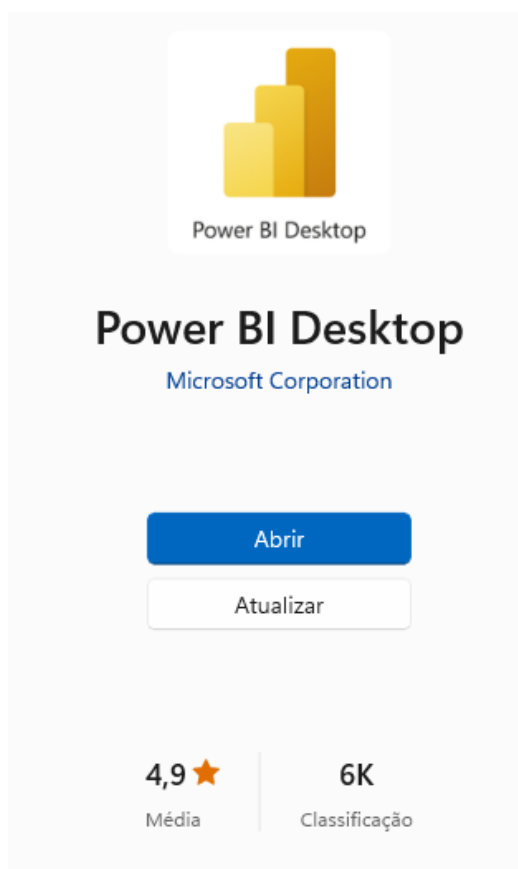 Power BI Desktop
Power BI Desktop
Microsoft Corporation
Abrir
Atualizar
4,9
6K
Média
Classificação